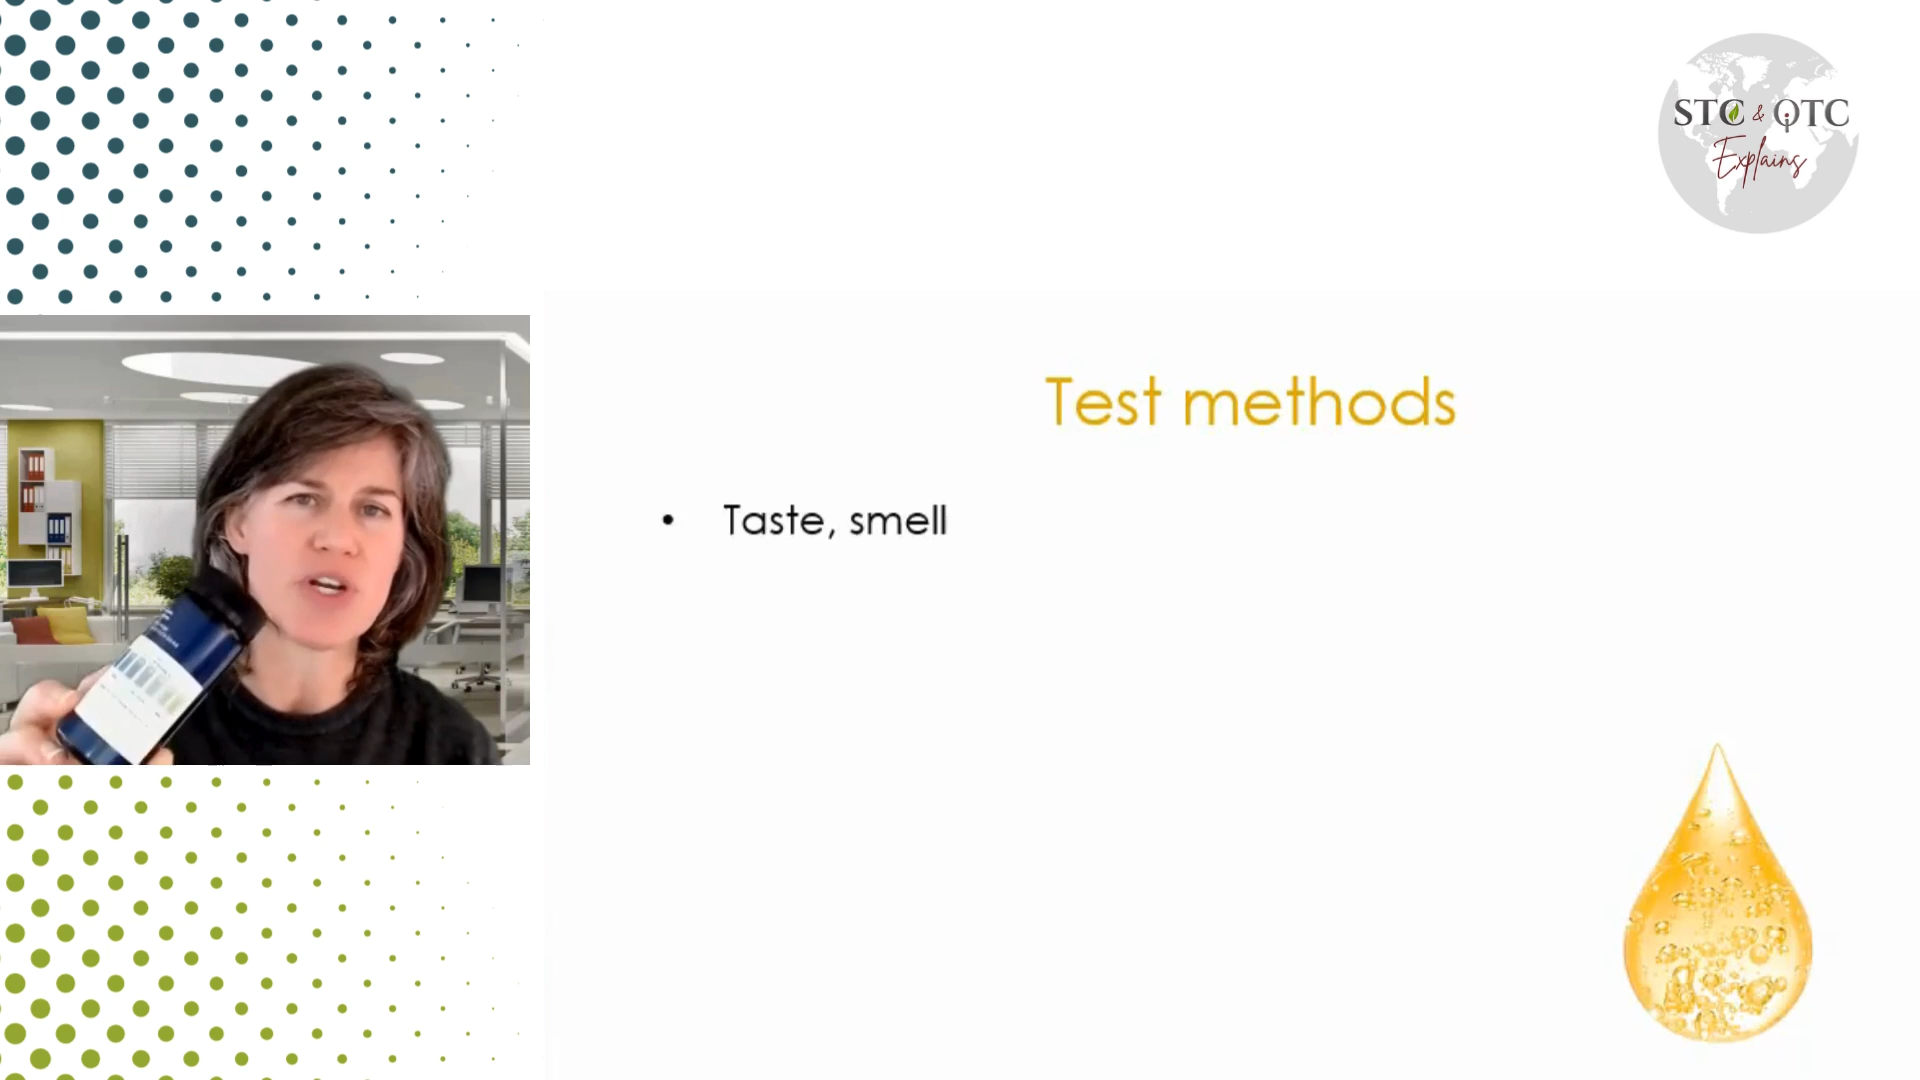 STC & QTC
Explains
Test methods
• Taste, smell